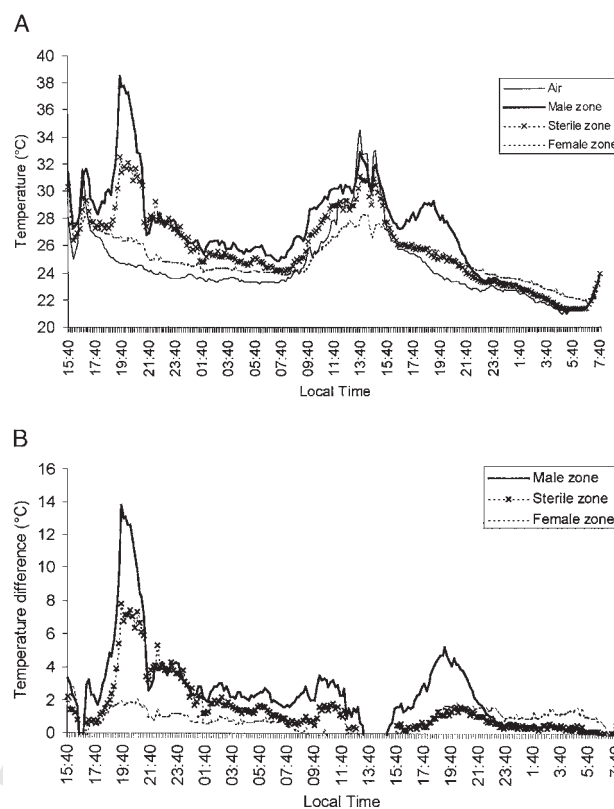 A
40
38
36
34
32
30
28
26
24
22
20
Temperature (°C)
Air
Male zone
Sterile zone
Female zone
15:40 17:40 19:40 21:40 23:40 01:40 03:40 05:40 07:40 09:40 11:40 13:40 15:40 17:40 19:40 21:40 23:40 1:40 3:40 5:40 7:40
Local Time
B
16
14
12
10
8
6
4
2
0
Temperature difference (°C)
Male zone
Sterile zone
Female zone
15:40 17:40 19:40 21:40 23:40 01:40 03:40 05:40 07:40 09:40 11:40 13:40 15:40 17:40 19:40 21:40 23:40 1:40 3:40 5:40
Local Time